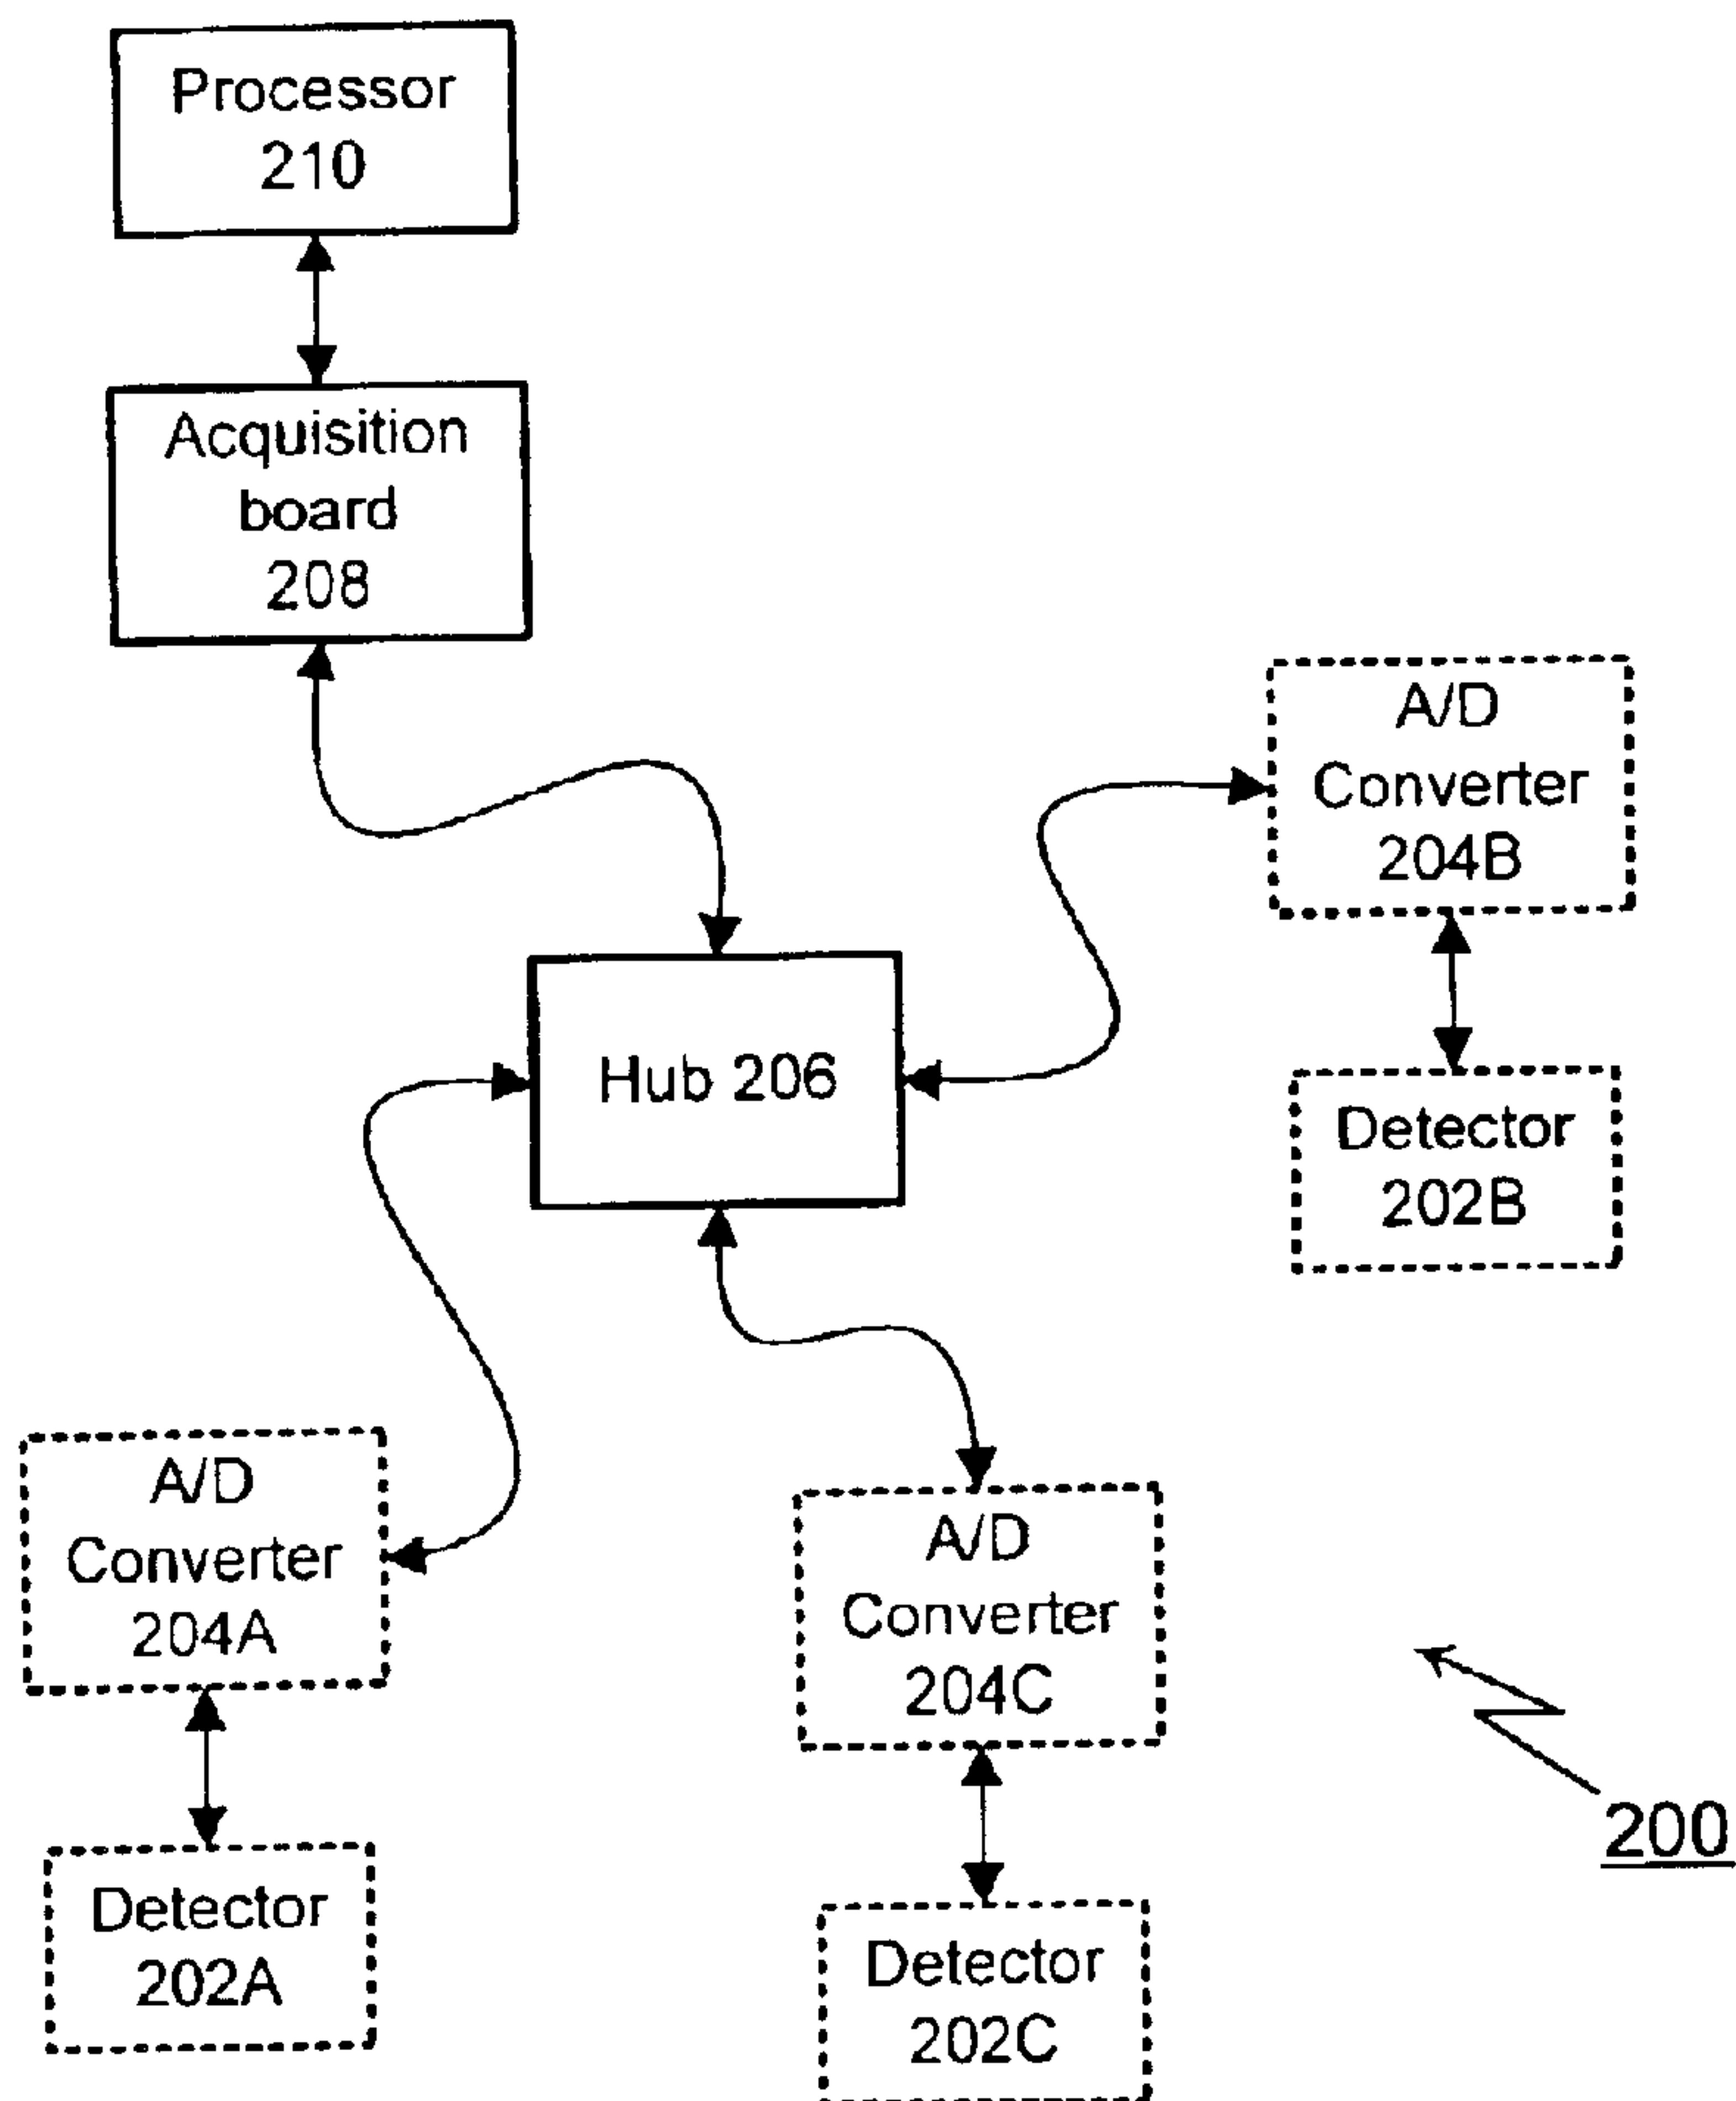 Processor
210
Acquisition
board
208
A/D
Converter
204B
Hub 206
Detector
202B
A/D
Converter
204A
A/D
Converter
204C
200
Detector
202A
Detector
202C